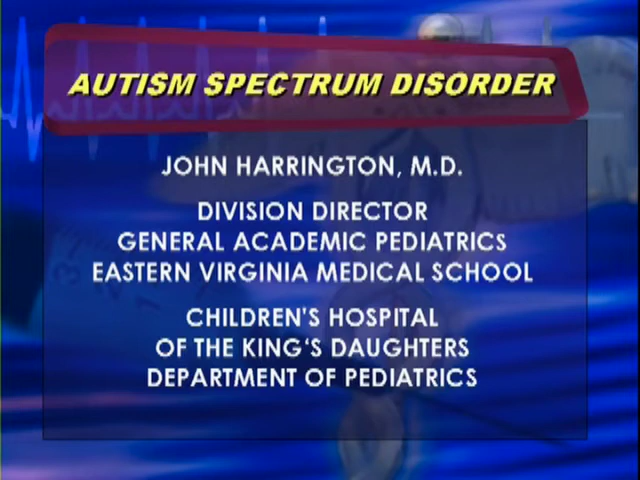 AUTISM SPECTRUM DISORDER
JOHN HARRINGTON, M.D.
DIVISION DIRECTOR
GENERAL ACADEMIC PEDIATRICS
EASTERN VIRGINIA MEDICAL SCHOOL
CHILDREN'S HOSPITAL
OF THE KING'S DAUGHTERS
DEPARTMENT OF PEDIATRICS